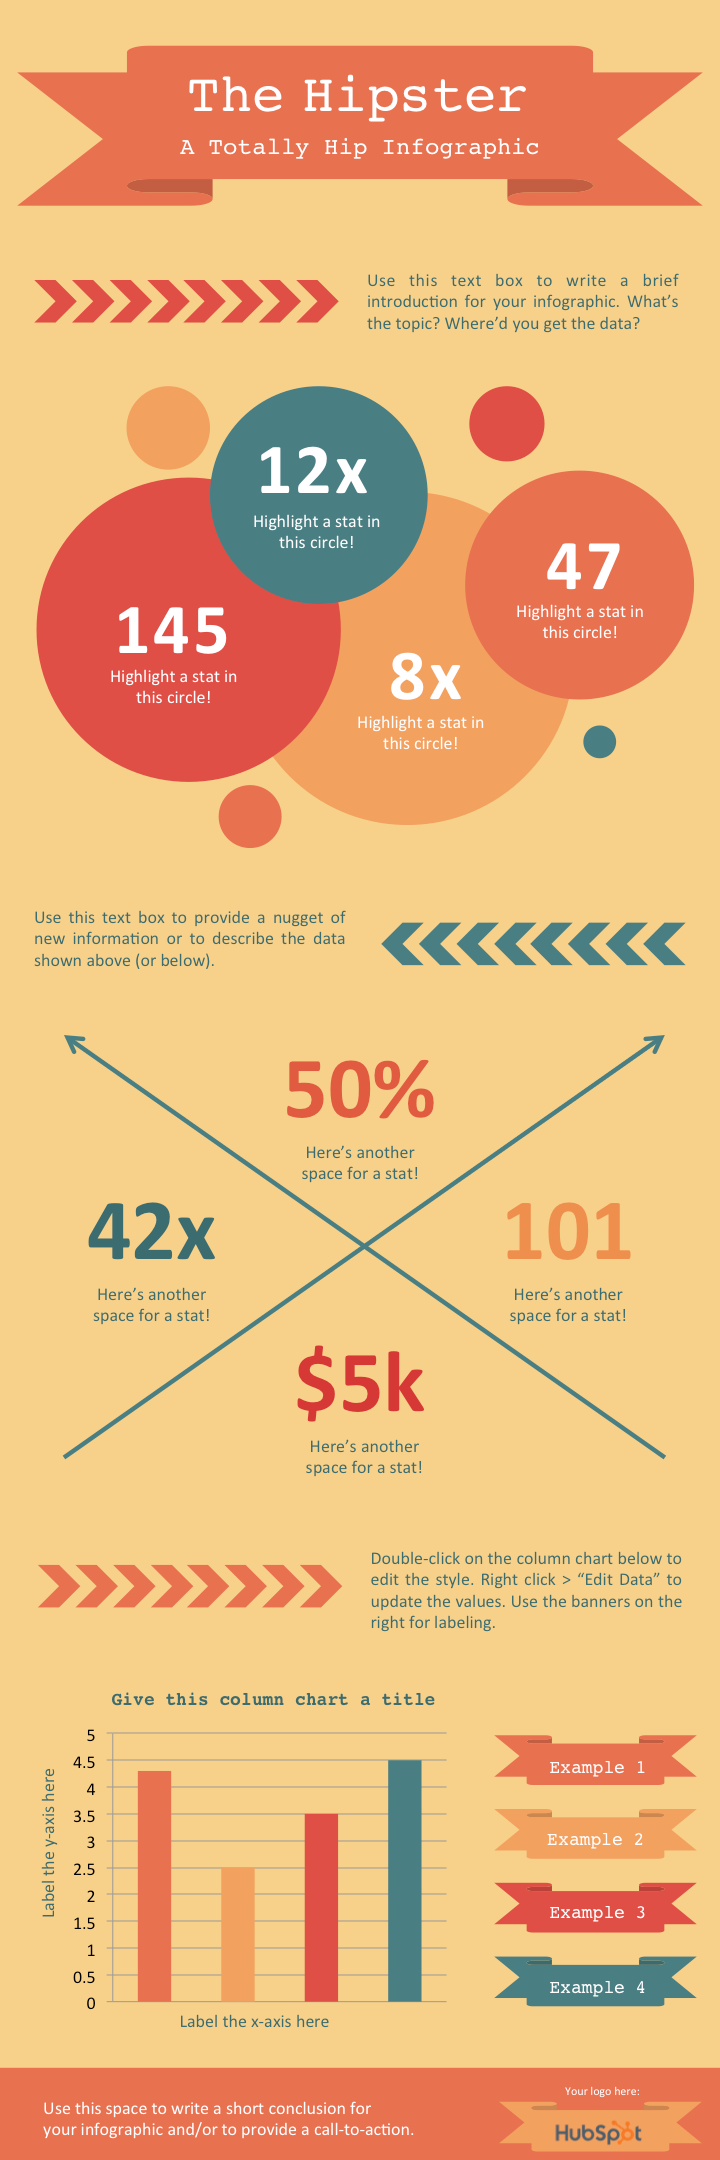 The Hipster
A Totally Hip Infographic
Use this text box to write a brief
introduction for your infographic. What’s
the topic? Where’d you get the data?
12x
Highlight a stat in
this circle!
47
Highlight a stat in
this circle!
145
Highlight a stat in
this circle!
8x
Highlight a stat in
this circle!
Use this text box to provide a nugget of
new information or to describe the data
shown above (or below).
50%
Here’s another
space for a stat!
42x
Here’s another
space for a stat!
101
Here’s another
space for a stat!
$5k
Here’s another
space for a stat!
Double-click on the column chart below to
edit the style. Right click > “Edit Data” to
update the values. Use the banners on the
right for labeling.
Give this column chart a title
Label the y-axis here
5
4.5
4
3.5
3
2.5
2
1.5
1
0.5
0
Label the x-axis here
Example 1
Example 2
Example 3
Example 4
Use this space to write a short conclusion for
your infographic and/or to provide a call-to-action.
Your logo here:
HubSpot